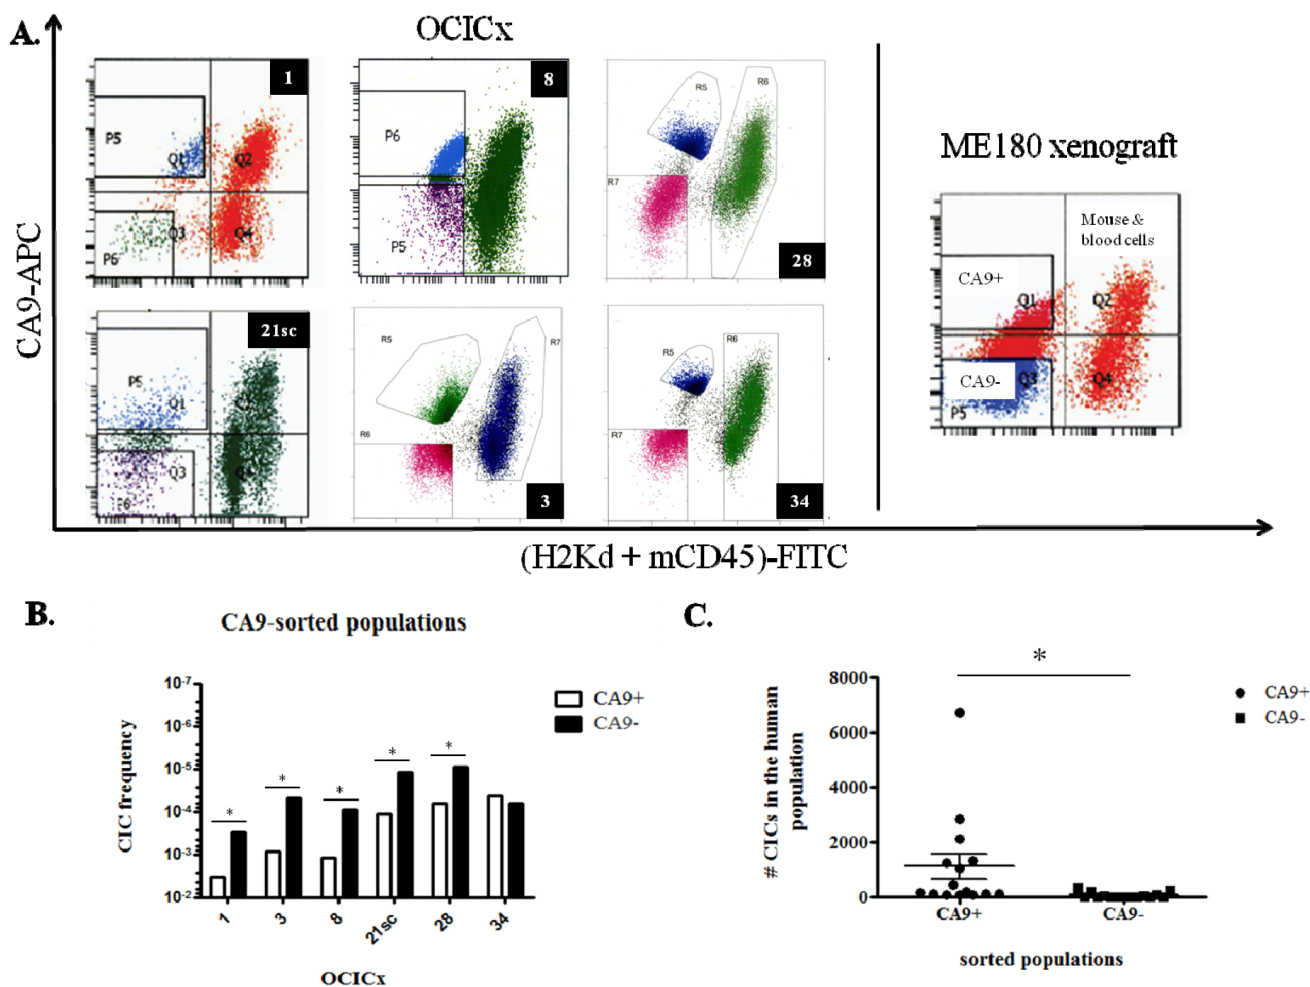 A.
OCICx
CA9-APC
1
P5
Q1
Q2
P6
Q3
Q4
8
P6
P5
R5
R6
R7
28
21sc
P5
Q1
Q3
R5
R7
R6
3
R5
R6
R7
34
ME180 xenograft
Mouse &
blood cells
CA9+
Q1
Q2
CA9-
Q3
Q4
P5
(H2Kd + mCD45)-FITC
B.
CA9-sorted populations
CIC frequency
10-7
10-6
10-5
10-4
10-3
10-2
* * * * *
CA9+
CA9-
1 3 8 21sc 28 34
OCICx
C.
# CICs in the human
population
8000
6000
4000
2000
0
*
CA9+
CA9-
CA9+ CA9-
sorted populations